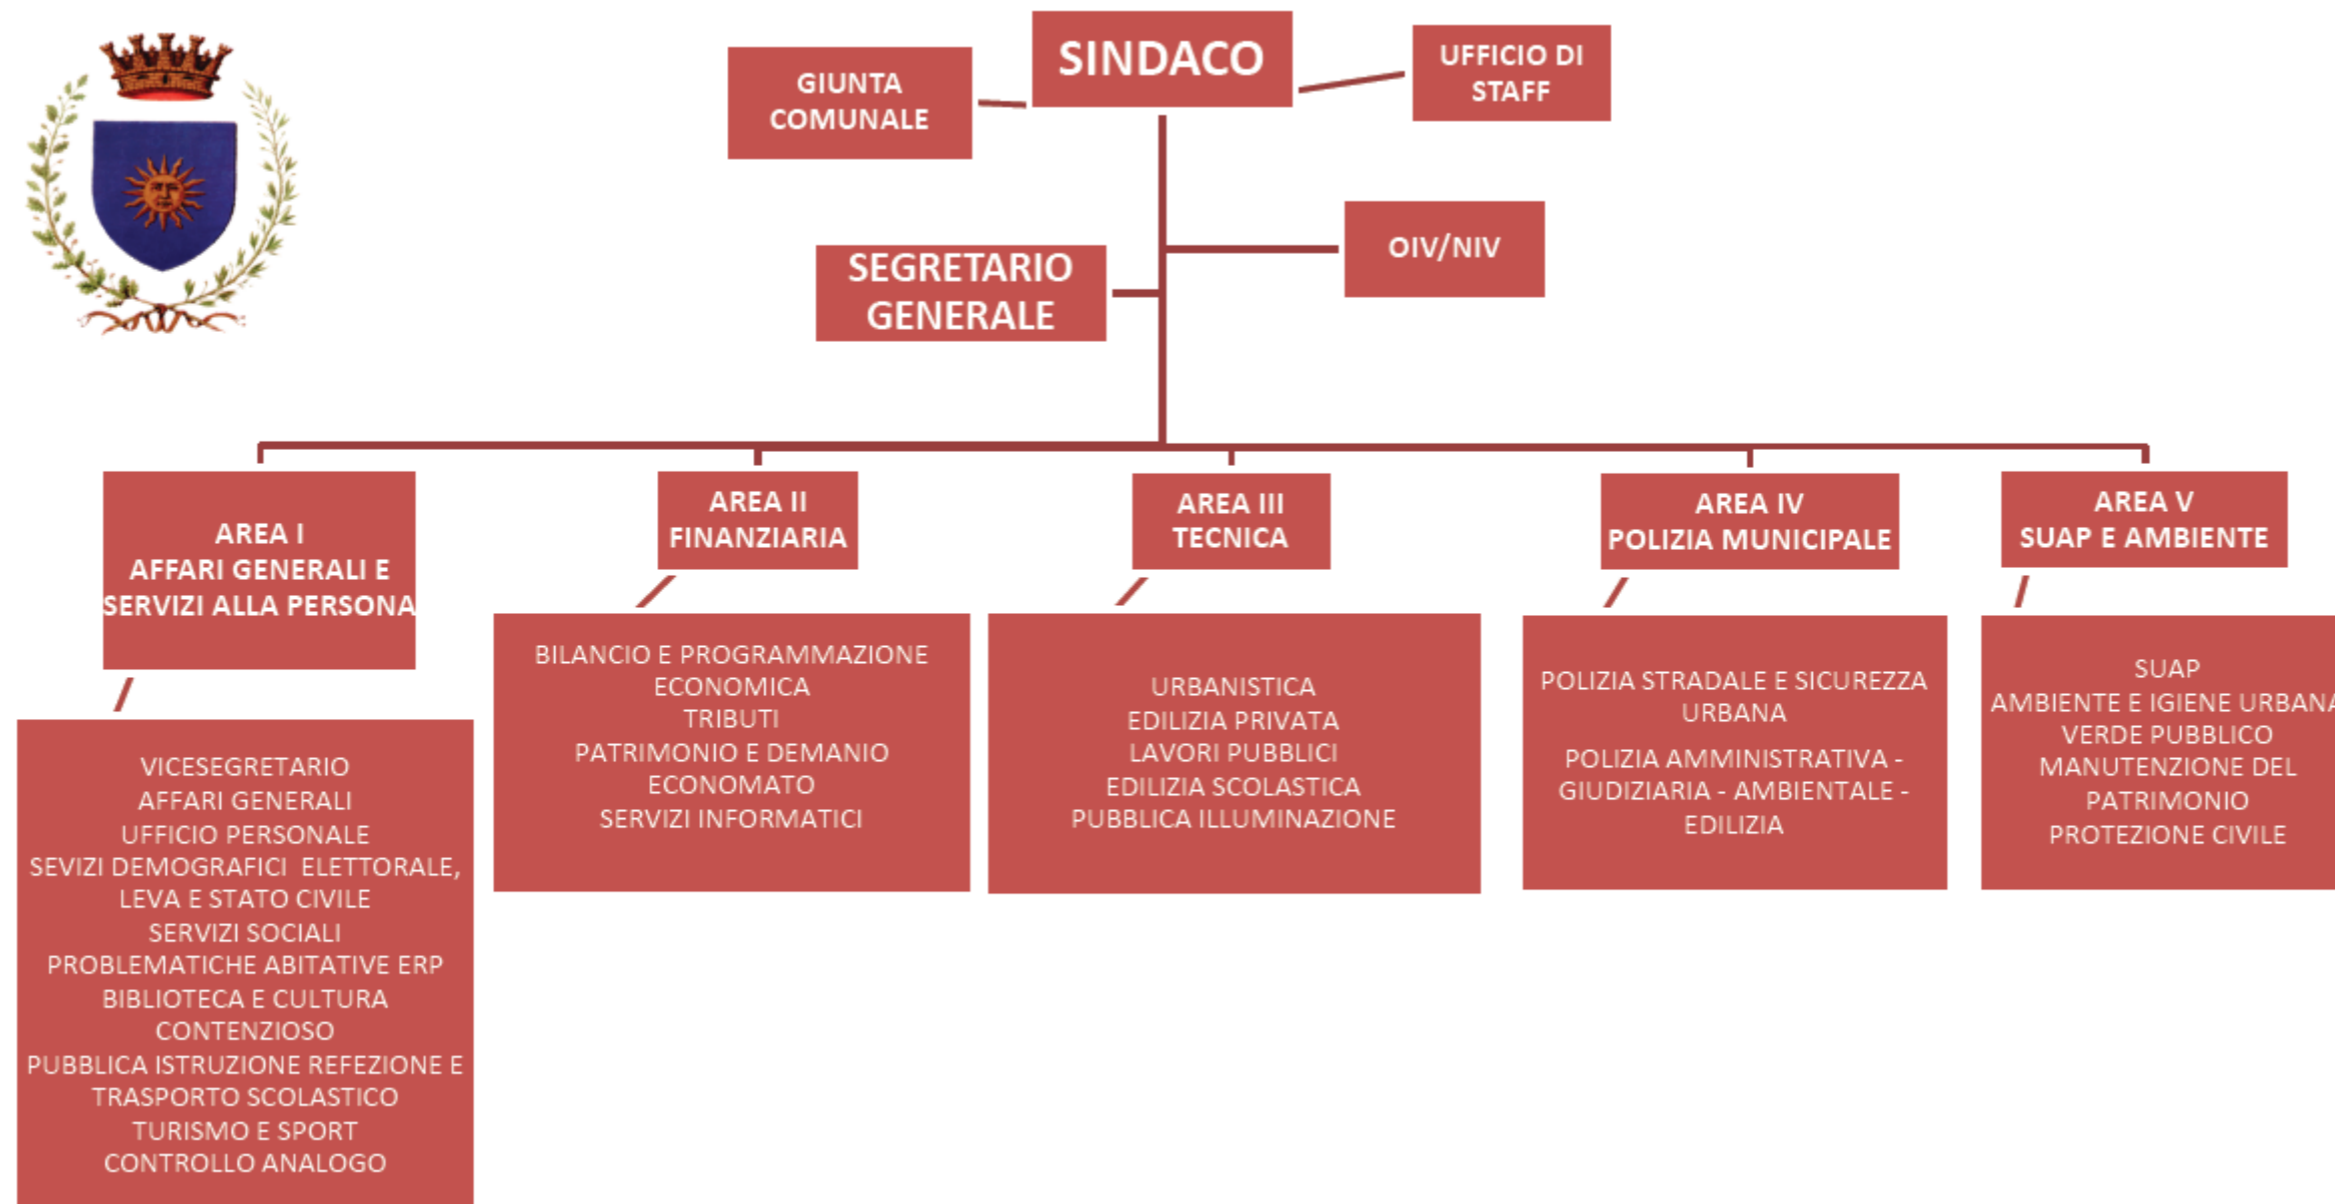 GIUNTA
COMUNALE
SINDACO
UFFICIO DI
STAFF
SEGRETARIO
GENERALE
OIV/NIV
AREA I
AFFARI GENERALI E
SERVIZI ALLA PERSONA
VICESEGRETARIO
AFFARI GENERALI
UFFICIO PERSONALE
SEVIZI DEMOGRAFICI ELETTORALE,
LEVA E STATO CIVILE
SERVIZI SOCIALI
PROBLEMATICHE ABITATIVE ERP
BIBLIOTECA E CULTURA
CONTENZIOSO
PUBBLICA ISTRUZIONE REFEZIONE E
TRASPORTO SCOLASTICO
TURISMO E SPORT
CONTROLLO ANALOGO
AREA II
FINANZIARIA
BILANCIO E PROGRAMMAZIONE
ECONOMICA
TRIBUTI
PATRIMONIO E DEMANIO
ECONOMATO
SERVIZI INFORMATICI
AREA III
TECNICA
URBANISTICA
EDILIZIA PRIVATA
LAVORI PUBBLICI
EDILIZIA SCOLASTICA
PUBBLICA ILLUMINAZIONE
AREA IV
POLIZIA MUNICIPALE
POLIZIA STRADALE E SICUREZZA
URBANA
POLIZIA AMMINISTRATIVA -
GIUDIZIARIA - AMBIENTALE -
EDILIZIA
AREA V
SUAP E AMBIENTE
SUAP
AMBIENTE E IGIENE URBANA
VERDE PUBBLICO
MANUTENZIONE DEL
PATRIMONIO
PROTEZIONE CIVILE